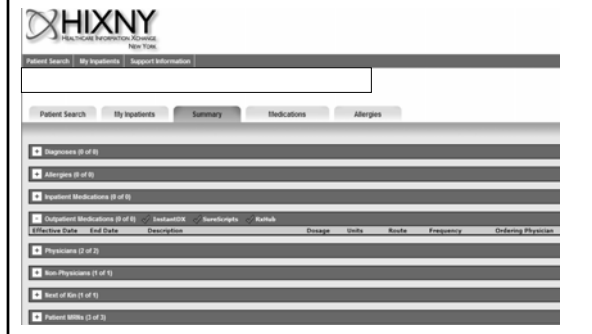 HIXNY
HEALTHCARE INFORMATION XCHANGE
NEW YORK
Patient Search My Inpatients Support Information
Patient Search My Inpatients Summary Medications Allergies
+ Diagnoses (0 of 0)
+ Allergies (0 of 0)
+ Inpatient Medications (0 of 0)
- Outpatient Medications (0 of 0) InstantDX SureScripts RxHub
Effective Date End Date Description Dosage Units Route Frequency Ordering Physician
+ Physicians (2 of 2)
+ Non-Physicians (1 of 1)
+ Next of Kin (1 of 1)
+ Patient MRNs (3 of 3)